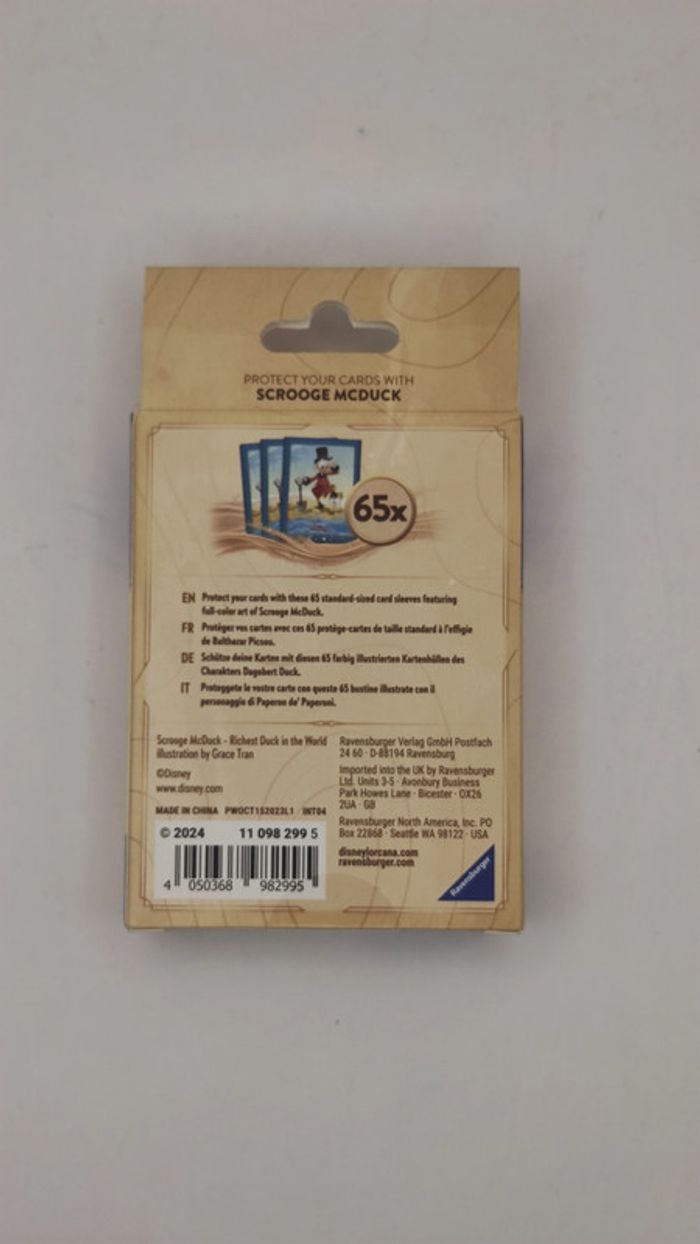 PROTECT YOUR CARDS WITH
SCROOGE MCDUCK
65x
EN Protect your cards with these 65 standard-sized card sleeves featuring
full-color art of Scrooge McDuck.
FR Protégez vos cartes avec ces 65 protège-cartes de taille standard à l'effigie
de Balthazar Picsou.
DE Schütze deine Karten mit diesen 65 farbig illustrierten Kartenhüllen des
Charakters Dagobert Duck.
IT Proteggete le vostre carte con queste 65 bustine illustrate con il
personaggio di Paperon de' Paperoni.
Scrooge McDuck - Richest Duck in the World
illustration by Grace Tran
©Disney
www.disney.com
MADE IN CHINA PWOCT152023L1 INT04
© 2024 11 098 299 5
4 050368 982995
Ravensburger Verlag GmbH Postfach
24 60 · D-88194 Ravensburg
Imported into the UK by Ravensburger
Ltd. Units 3-5 · Avonbury Business
Park Howes Lane · Bicester · OX26
2UA · GB
Ravensburger North America, Inc. PO
Box 22868 · Seattle WA 98122 · USA
disneylorcana.com
ravensburger.com
Ravensburger